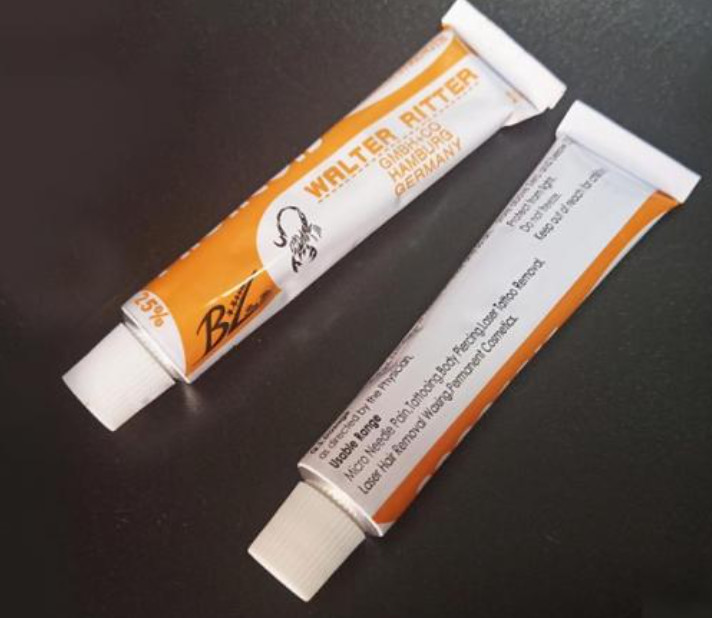 WALTER RITTER
GMBH+CO
HAMBURG
GERMANY
25%
BL
Protect from light.
Do not freeze.
Keep out of reach for
as directed by the Physician.
Usable Range
Micro Needle Pain,Tattooing,Body Piercing,Laser Tattoo Removal,
Laser Hair Removal Waxing,Permanent Cosmetics.